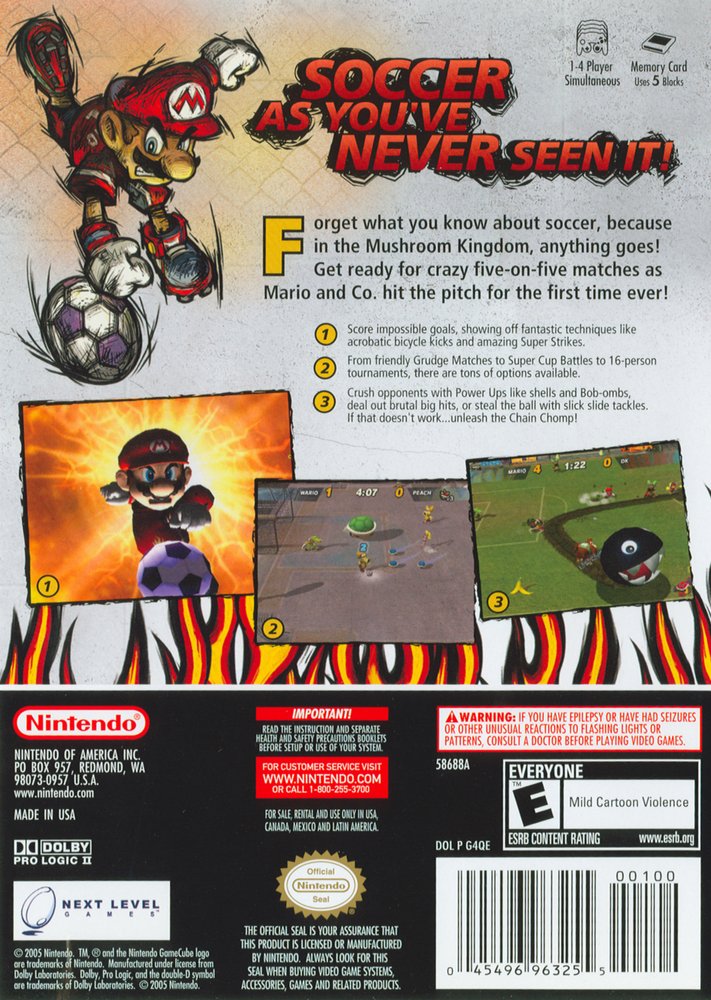 1-4 Player
Simultaneous
Memory Card
Uses 5 Blocks
M
SOCCER
AS YOU'VE
NEVER SEEN IT!
Forget what you know about soccer, because
in the Mushroom Kingdom, anything goes!
Get ready for crazy five-on-five matches as
Mario and Co. hit the pitch for the first time ever!
1 Score impossible goals, showing off fantastic techniques like
acrobatic bicycle kicks and amazing Super Strikes.
2 From friendly Grudge Matches to Super Cup Battles to 16-person
tournaments, there are tons of options available.
3 Crush opponents with Power Ups like shells and Bob-ombs,
deal out brutal big hits, or steal the ball with slick slide tackles.
If that doesn't work...unleash the Chain Chomp!
1
WARIO 1 4:07 0 PEACH
2
MARIO 4 1:22 0 DK
3
Nintendo®
NINTENDO OF AMERICA INC.
PO BOX 957, REDMOND, WA
98073-0957 U.S.A.
www.nintendo.com
MADE IN USA
DOLBY
PRO LOGIC II
NEXT LEVEL
GAMES™
© 2005 Nintendo. TM, ® and the Nintendo GameCube logo
are trademarks of Nintendo. Manufactured under license from
Dolby Laboratories. Dolby, Pro Logic, and the double-D symbol
are trademarks of Dolby Laboratories. © 2005 Nintendo.
IMPORTANT!
READ THE INSTRUCTION AND SEPARATE
HEALTH AND SAFETY PRECAUTIONS BOOKLETS
BEFORE SETUP OR USE OF YOUR SYSTEM.
FOR CUSTOMER SERVICE VISIT
WWW.NINTENDO.COM
OR CALL 1-800-255-3700
FOR SALE, RENTAL AND USE ONLY IN USA,
CANADA, MEXICO AND LATIN AMERICA.
Official
Nintendo
Seal
THE OFFICIAL SEAL IS YOUR ASSURANCE THAT
THIS PRODUCT IS LICENSED OR MANUFACTURED
BY NINTENDO. ALWAYS LOOK FOR THIS
SEAL WHEN BUYING VIDEO GAME SYSTEMS,
ACCESSORIES, GAMES AND RELATED PRODUCTS.
WARNING: IF YOU HAVE EPILEPSY OR HAVE HAD SEIZURES
OR OTHER UNUSUAL REACTIONS TO FLASHING LIGHTS OR
PATTERNS, CONSULT A DOCTOR BEFORE PLAYING VIDEO GAMES.
58688A
EVERYONE
E
Mild Cartoon Violence
ESRB CONTENT RATING www.esrb.org
DOL P G4QE
00100
0 45496 96325 5